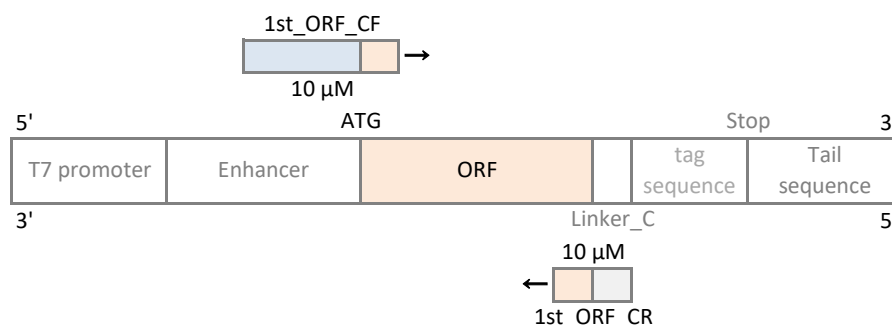 1st_ORF_CF
10 µM
5' ATG Stop 3
T7 promoter Enhancer ORF tag sequence Tail sequence
3' Linker_C 5
10 µM
1st ORF CR